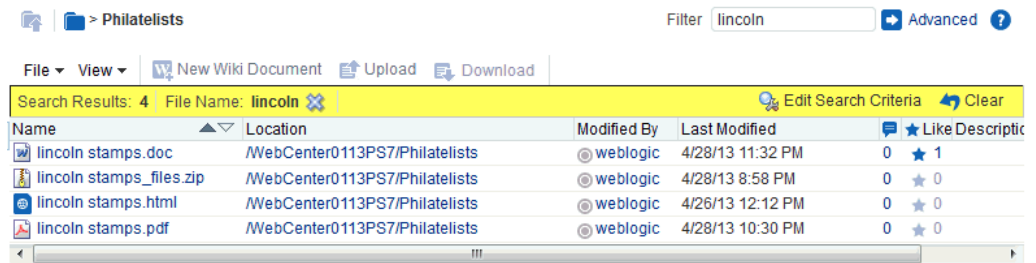 > Philatelists Filter lincoln Advanced ?
File View New Wiki Document Upload Download
Search Results: 4 File Name: lincoln Edit Search Criteria Clear
Name Location Modified By Last Modified Like Descriptio
lincoln stamps.doc /WebCenter0113PS7/Philatelists weblogic 4/28/13 11:32 PM 0 1
lincoln stamps_files.zip /WebCenter0113PS7/Philatelists weblogic 4/28/13 8:58 PM 0 0
lincoln stamps.html /WebCenter0113PS7/Philatelists weblogic 4/26/13 12:12 PM 0 0
lincoln stamps.pdf /WebCenter0113PS7/Philatelists weblogic 4/28/13 10:30 PM 0 0